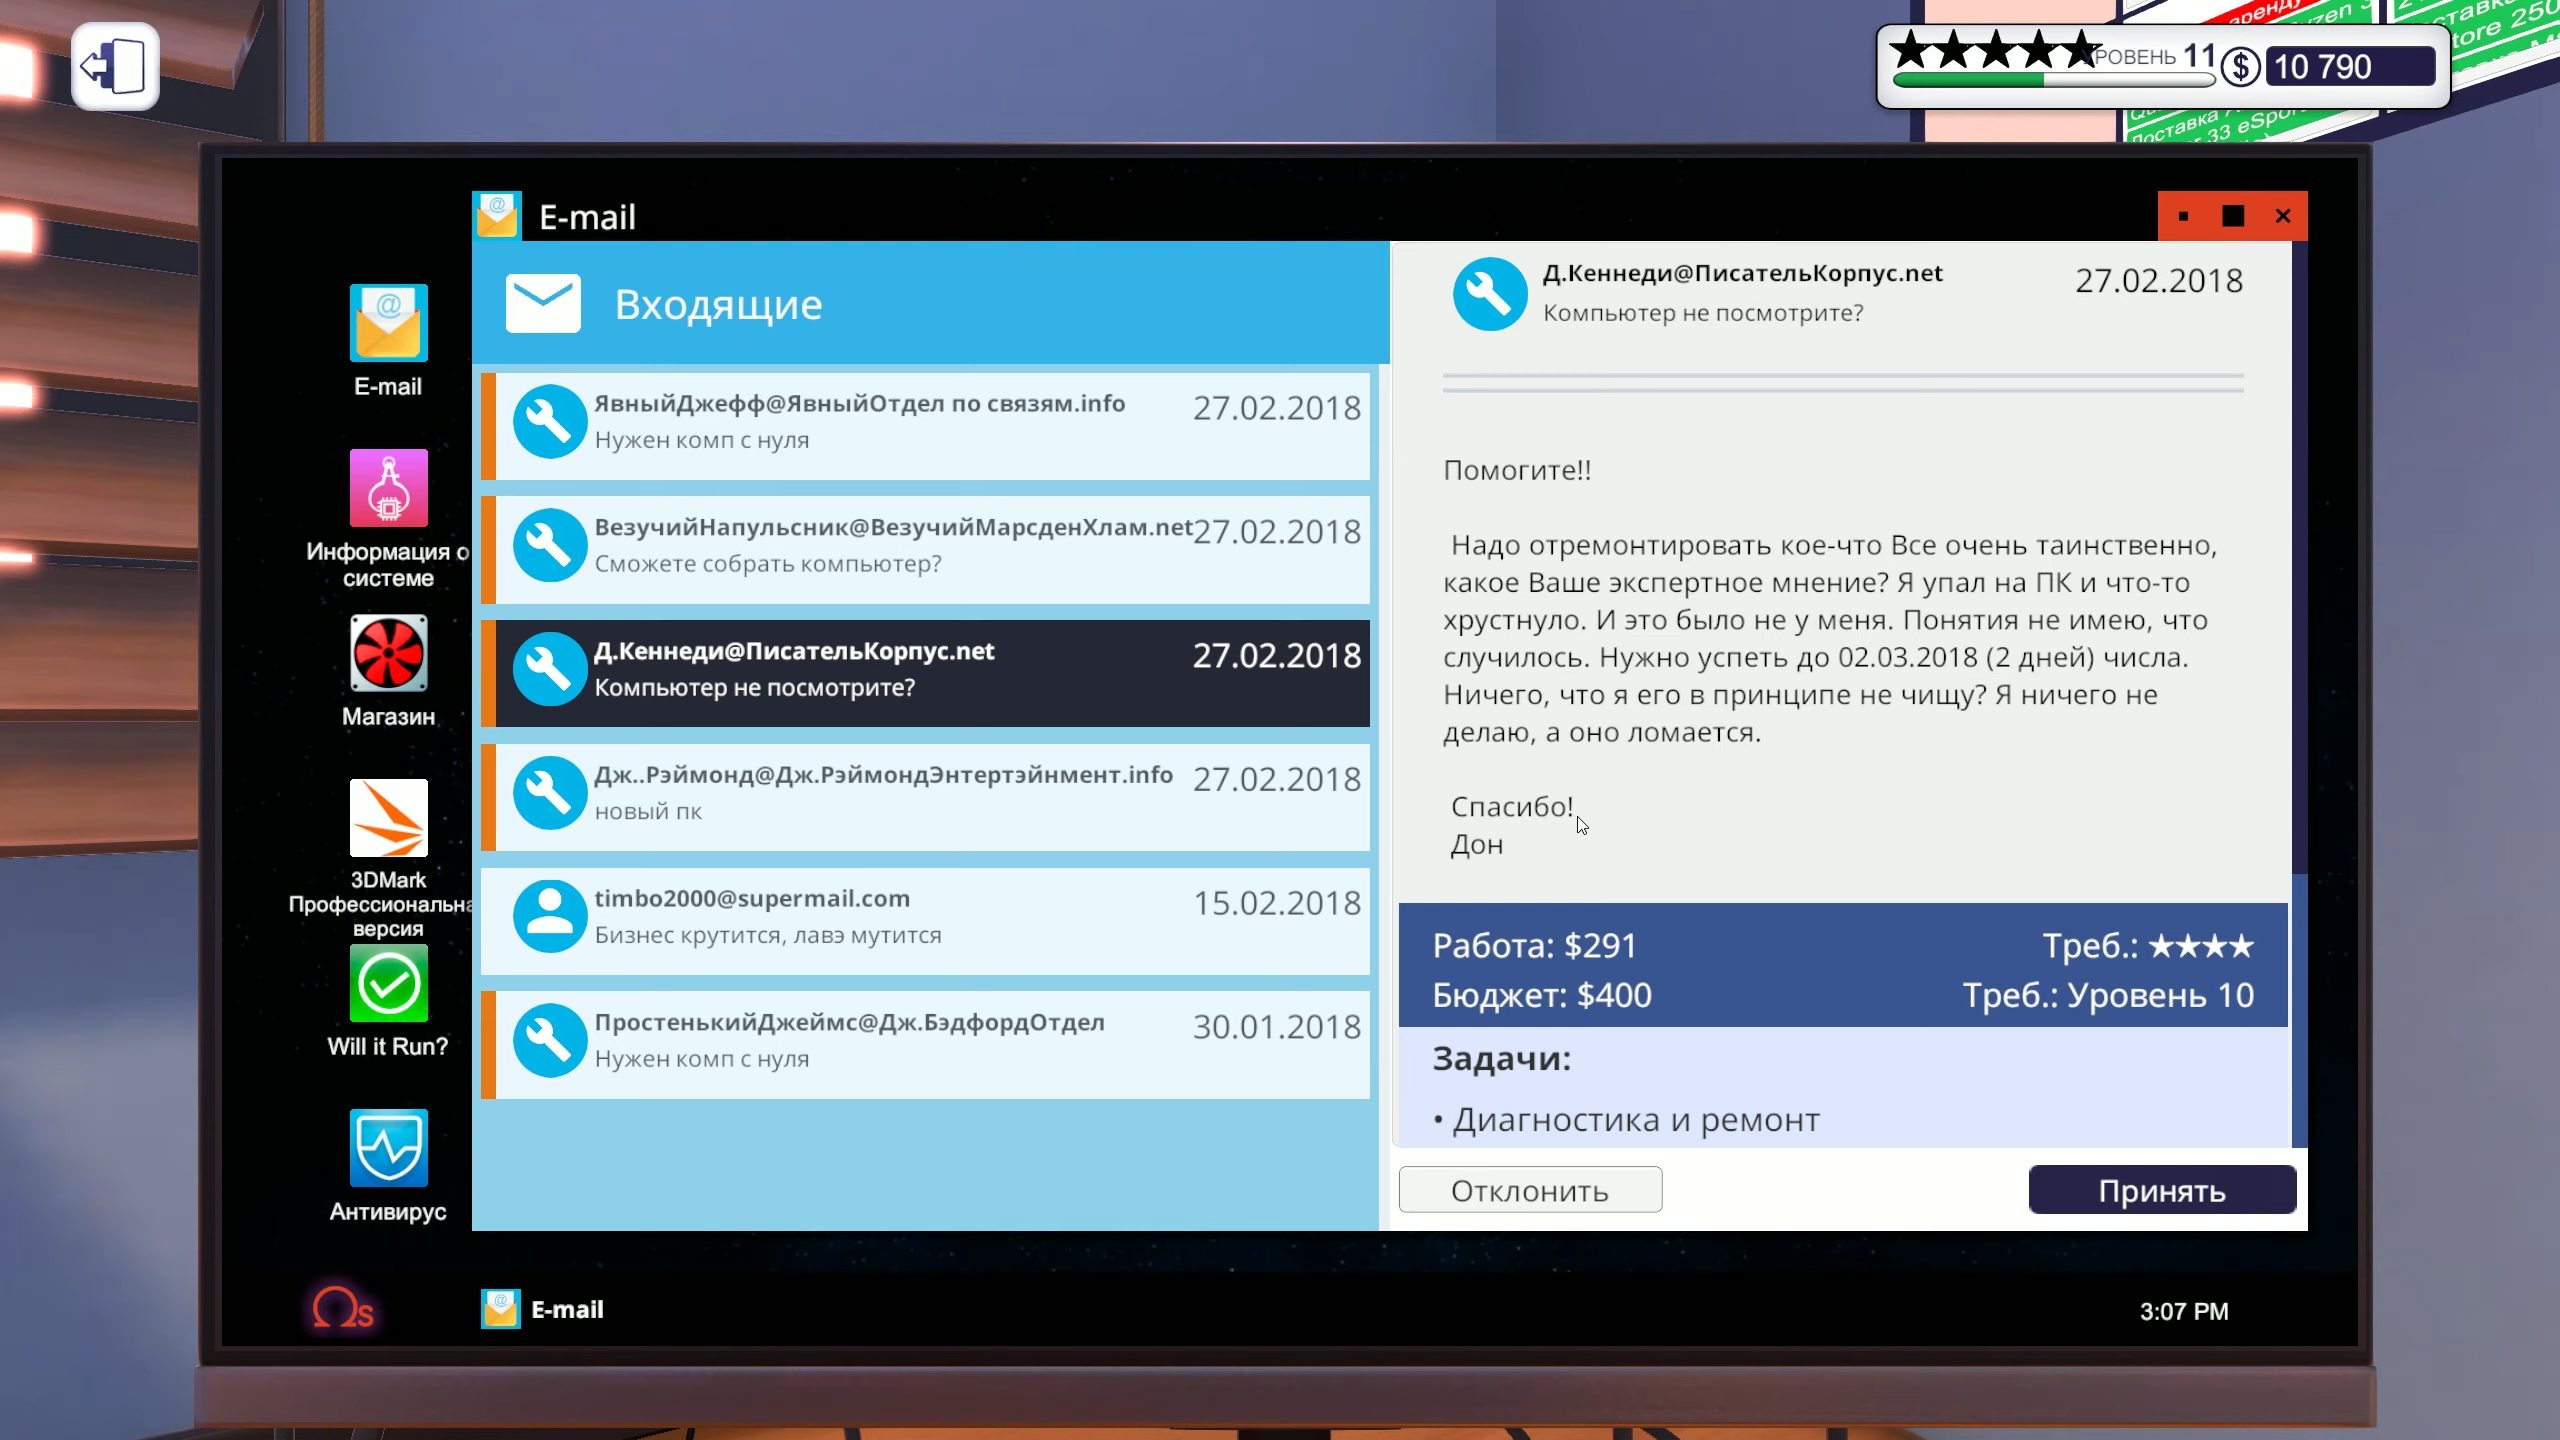 УРОВЕНЬ 11
10 790
E-mail
E-mail
Информация о
системе
Магазин
3DMark
Профессиональна
версия
Will it Run?
Антивирус
Входящие
ЯвныйДжефф@ЯвныйОтдел по связям.info
27.02.2018
Нужен комп с нуля
ВезучийНапульсник@ВезучийМарсденХлам.net
27.02.2018
Сможете собрать компьютер?
Д.Кеннеди@ПисательКорпус.net
27.02.2018
Компьютер не посмотрите?
Дж..Рэймонд@Дж.РэймондЭнтертэйнмент.info
27.02.2018
новый пк
timbo2000@supermail.com
15.02.2018
Бизнес крутится, лавэ мутится
ПростенькийДжеймс@Дж.БэдфордОтдел
30.01.2018
Нужен комп с нуля
Д.Кеннеди@ПисательКорпус.net
27.02.2018
Компьютер не посмотрите?
Помогите!!
Надо отремонтировать кое-что Все очень таинственно,
какое Ваше экспертное мнение? Я упал на ПК и что-то
хрустнуло. И это было не у меня. Понятия не имею, что
случилось. Нужно успеть до 02.03.2018 (2 дней) числа.
Ничего, что я его в принципе не чищу? Я ничего не
делаю, а оно ломается.
Спасибо!
Дон
Работа: $291
Треб.: ★★★★
Бюджет: $400
Треб.: Уровень 10
Задачи:
• Диагностика и ремонт
Отклонить
Принять
Ωs
E-mail
3:07 PM